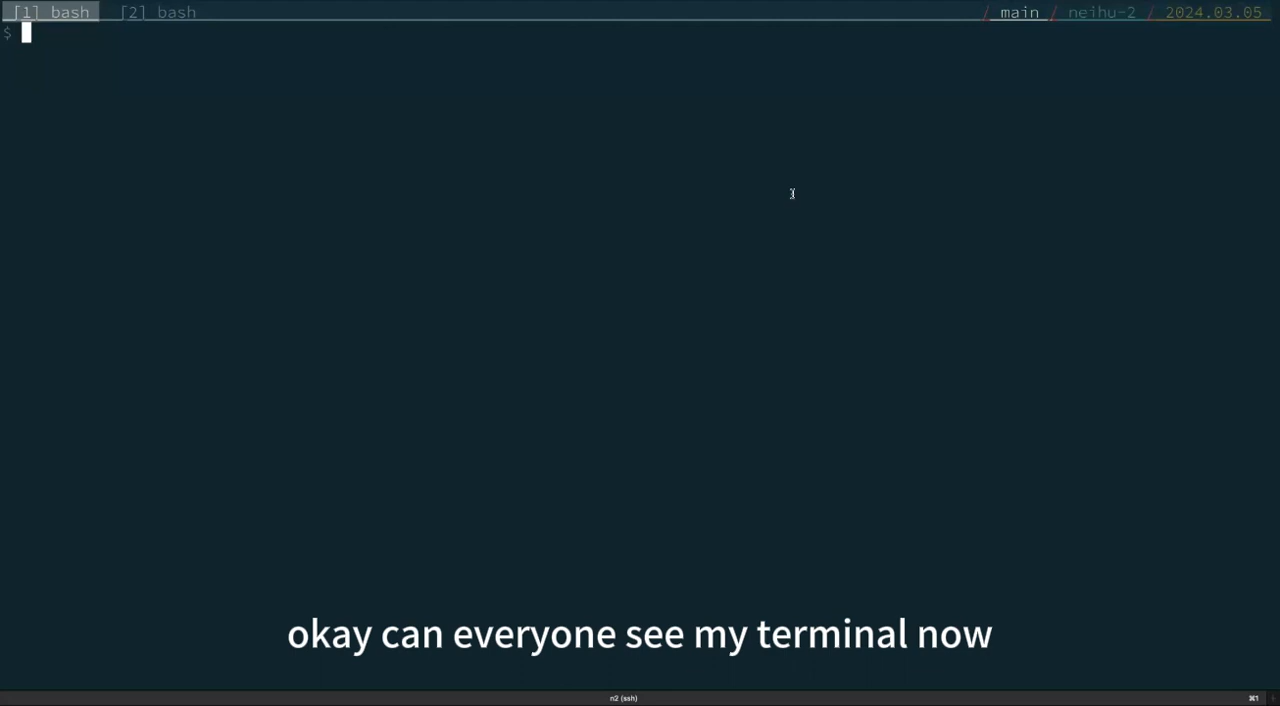 [1] bash [2] bash / main / neihu-2 / 2024.03.05
$
okay can everyone see my terminal now
n2 (ssh) ⌘1